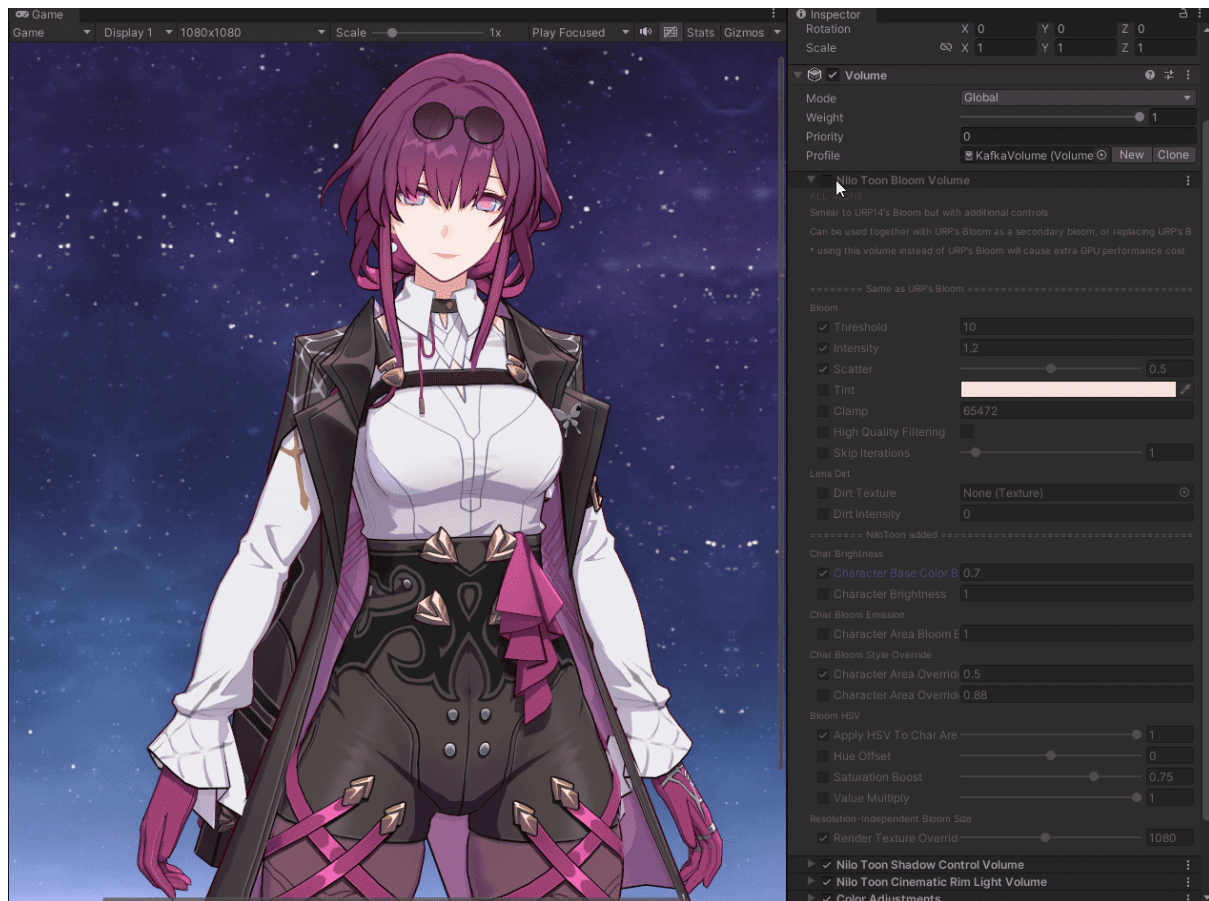 Game
Game Display 1 1080x1080 Scale 1x Play Focused Stats Gizmos
Inspector
Rotation X 0 Y 0 Z 0
Scale X 1 Y 1 Z 1
Volume
Mode Global
Weight 1
Priority 0
Profile KafkaVolume (Volume New Clone
Nilo Toon Bloom Volume
ALL NONE
Similar to URP14's Bloom but with additional controls
Can be used together with URP's Bloom as a secondary bloom, or replacing URP's B
* using this volume instead of URP's Bloom will cause extra GPU performance cost
======== Same as URP's Bloom ==================================
Bloom
Threshold 10
Intensity 1.2
Scatter 0.5
Tint
Clamp 65472
High Quality Filtering
Skip Iterations 1
Lens Dirt
Dirt Texture None (Texture)
Dirt Intensity 0
======== NiloToon added =====================================
Char Brightness
Character Base Color B 0.7
Character Brightness 1
Char Bloom Emission
Character Area Bloom E 1
Char Bloom Style Override
Character Area Overrid 0.5
Character Area Overrid 0.88
Bloom HSV
Apply HSV To Char Are 1
Hue Offset 0
Saturation Boost 0.75
Value Multiply 1
Resolution-Independent Bloom Size
Render Texture Overrid 1080
Nilo Toon Shadow Control Volume
Nilo Toon Cinematic Rim Light Volume
Color Adjustments